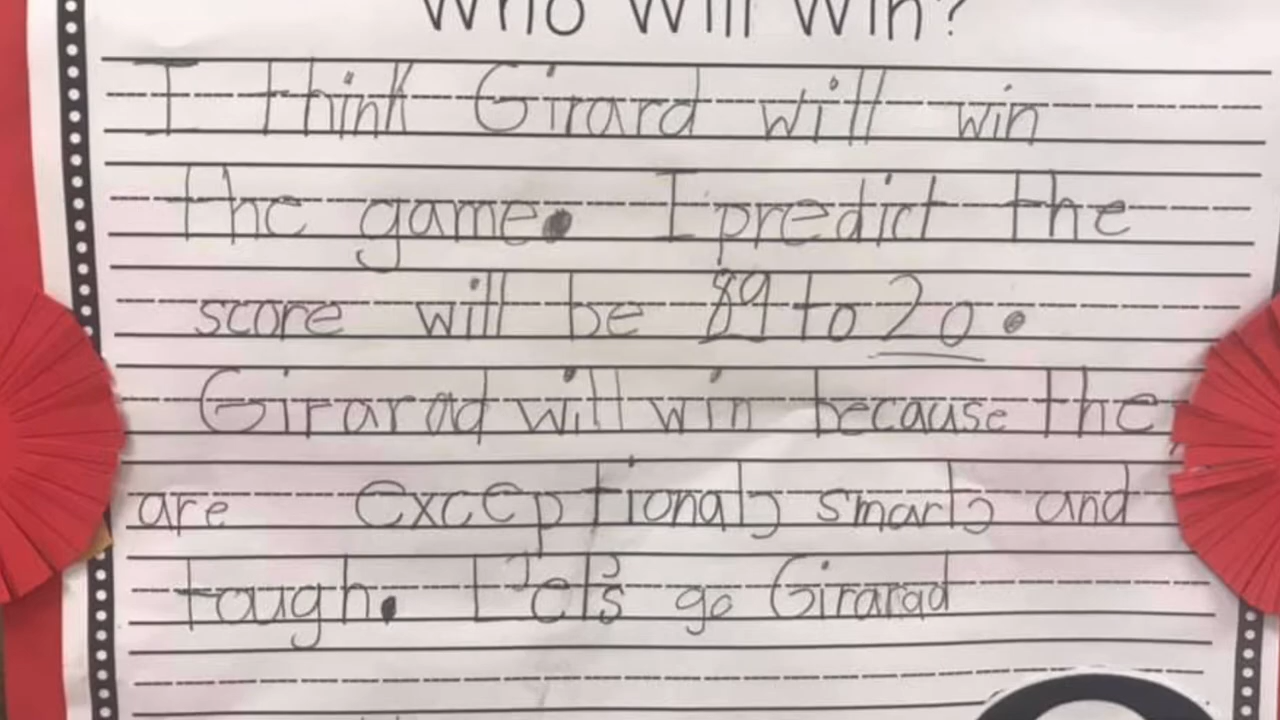 Who Will Win?
I think Girard will win
the game. I predict the
score will be 89 to 20.
Girarad will win because the
are exceptionaly smarty and
tough. Let's go Girarad